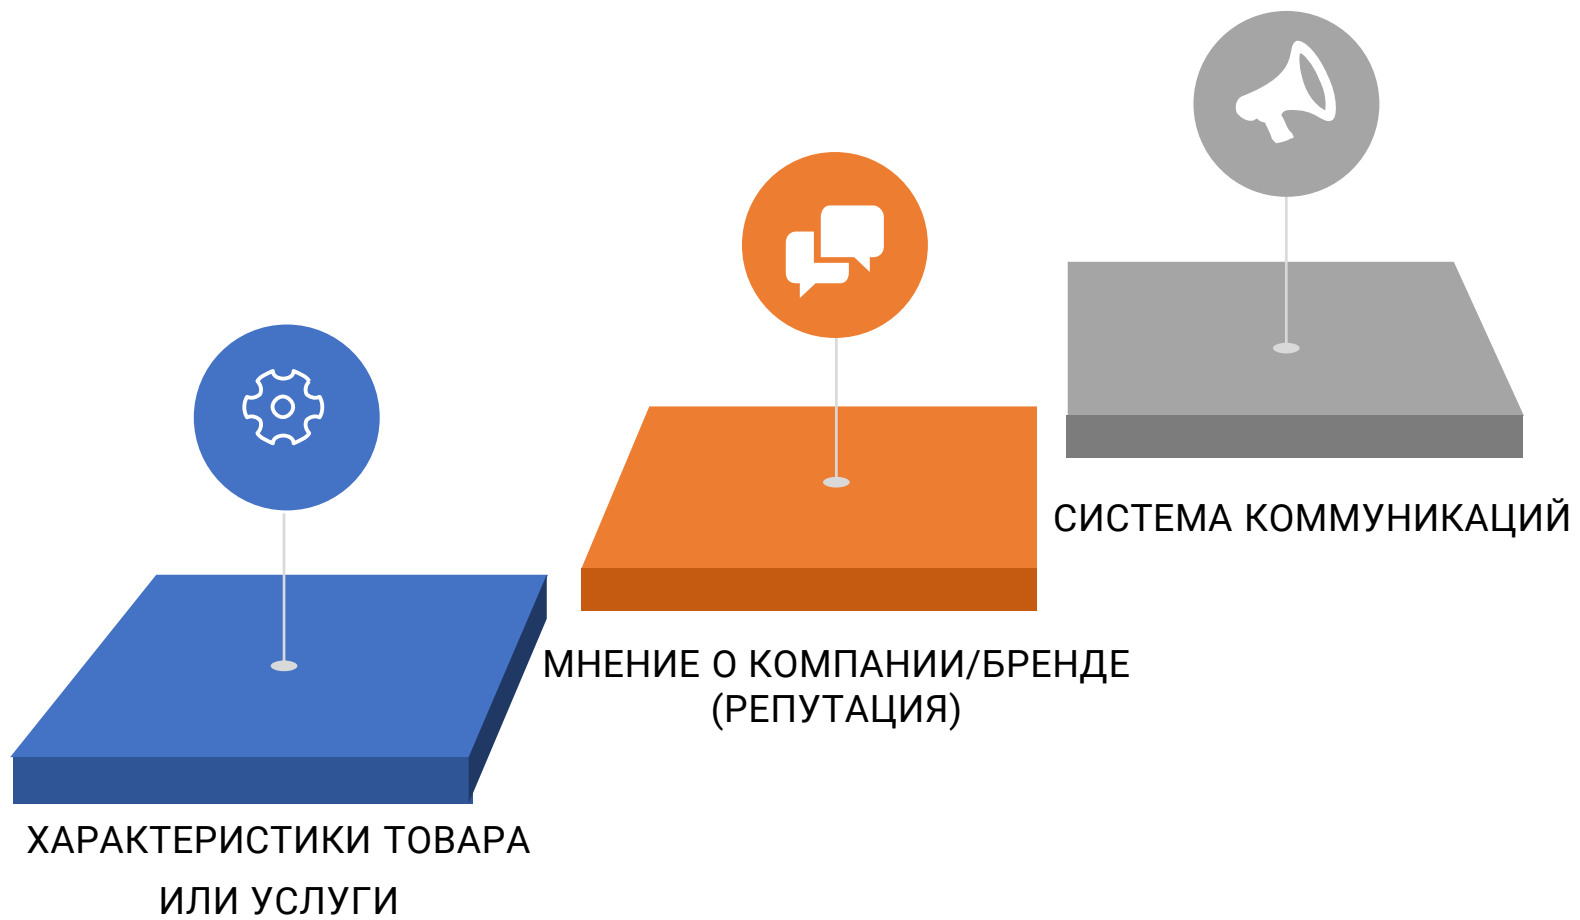 СИСТЕМА КОММУНИКАЦИЙ
МНЕНИЕ О КОМПАНИИ/БРЕНДЕ
(РЕПУТАЦИЯ)
ХАРАКТЕРИСТИКИ ТОВАРА
ИЛИ УСЛУГИ